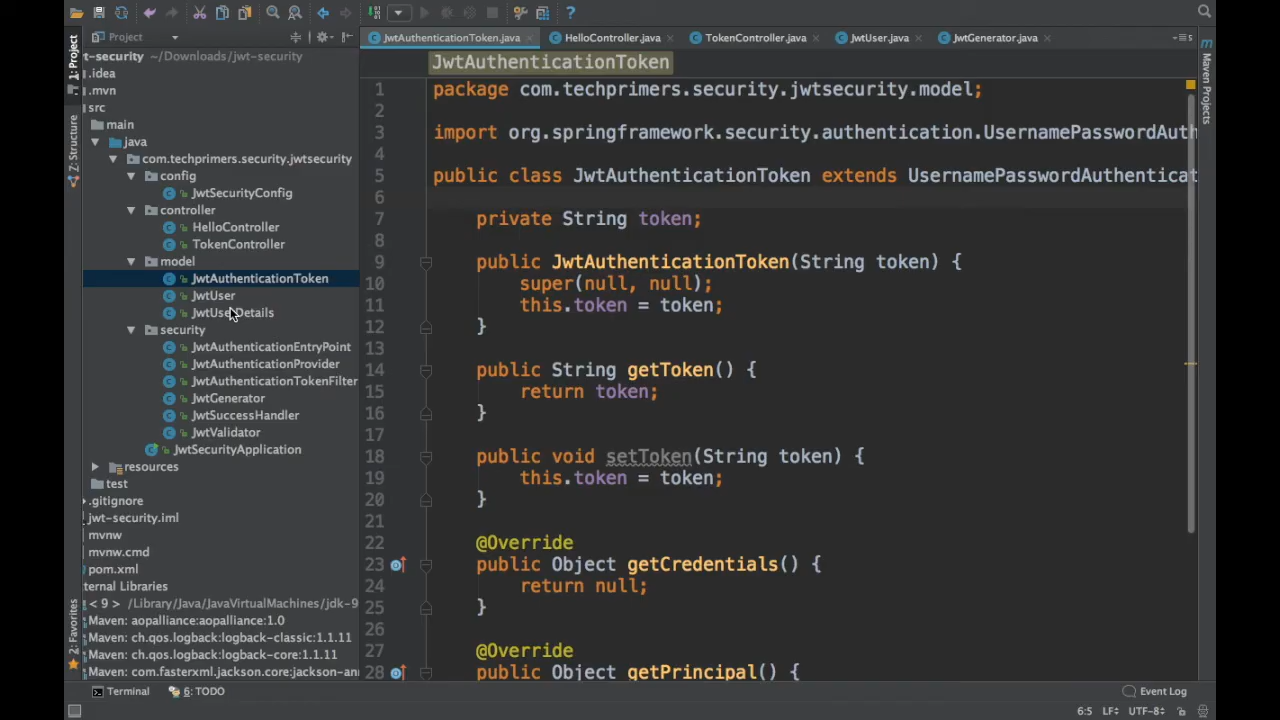 Project
JwtAuthenticationToken.java
HelloController.java
TokenController.java
JwtUser.java
JwtGenerator.java
5
1: Project
Z: Structure
2: Favorites
Maven Projects
t-security ~/Downloads/jwt-security
.idea
.mvn
src
main
java
com.techprimers.security.jwtsecurity
config
JwtSecurityConfig
controller
HelloController
TokenController
model
JwtAuthenticationToken
JwtUser
JwtUserDetails
security
JwtAuthenticationEntryPoint
JwtAuthenticationProvider
JwtAuthenticationTokenFilter
JwtGenerator
JwtSuccessHandler
JwtValidator
JwtSecurityApplication
resources
test
.gitignore
jwt-security.iml
mvnw
mvnw.cmd
pom.xml
ternal Libraries
< 9 > /Library/Java/JavaVirtualMachines/jdk-9
Maven: aopalliance:aopalliance:1.0
Maven: ch.qos.logback:logback-classic:1.1.11
Maven: ch.qos.logback:logback-core:1.1.11
Maven: com.fasterxml.jackson.core:jackson-ann
JwtAuthenticationToken
1 package com.techprimers.security.jwtsecurity.model;
2
3 import org.springframework.security.authentication.UsernamePasswordAuth
4
5 public class JwtAuthenticationToken extends UsernamePasswordAuthenticat
6
7 private String token;
8
9 public JwtAuthenticationToken(String token) {
10 super(null, null);
11 this.token = token;
12 }
13
14 public String getToken() {
15 return token;
16 }
17
18 public void setToken(String token) {
19 this.token = token;
20 }
21
22 @Override
23 public Object getCredentials() {
24 return null;
25 }
26
27 @Override
28 public Object getPrincipal() {
Terminal
6: TODO
Event Log
6:5 LF UTF-8